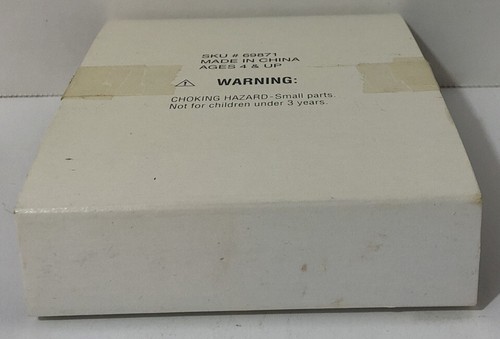 SKU # 69871
MADE IN CHINA
AGES 4 & UP
WARNING:
CHOKING HAZARD-Small parts.
Not for children under 3 years.